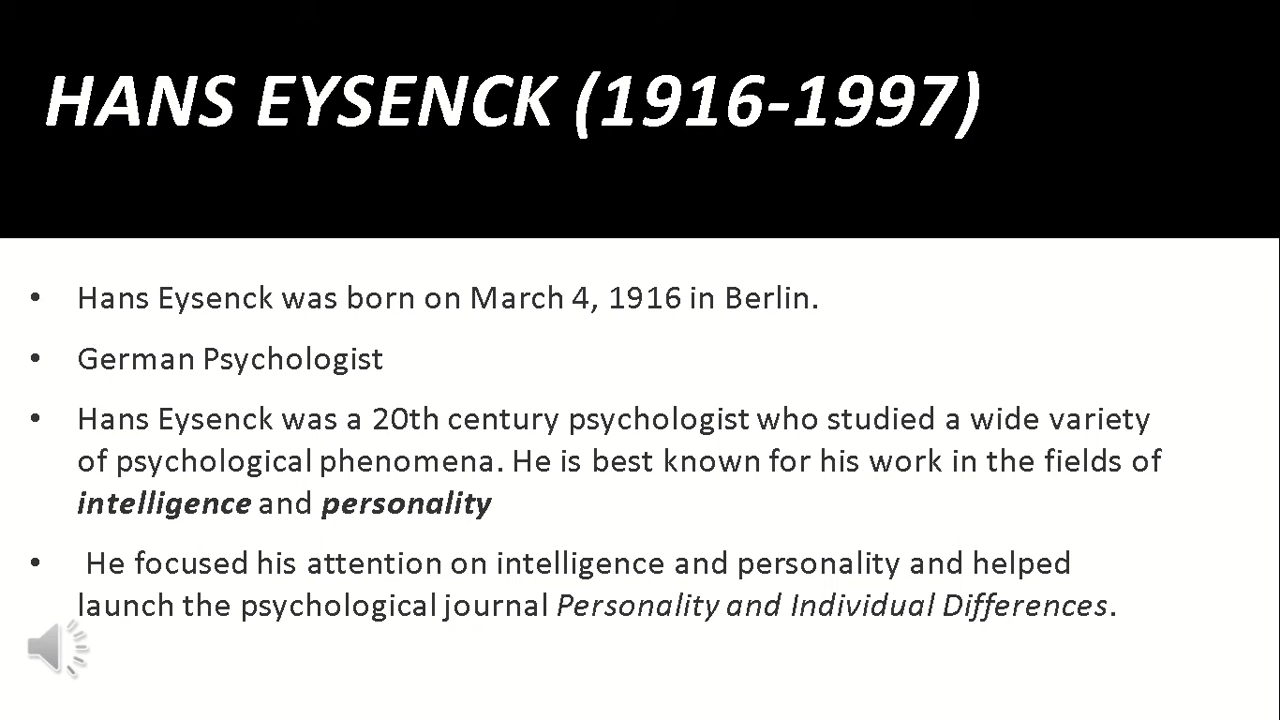 HANS EYSENCK (1916-1997)
• Hans Eysenck was born on March 4, 1916 in Berlin.
• German Psychologist
• Hans Eysenck was a 20th century psychologist who studied a wide variety
of psychological phenomena. He is best known for his work in the fields of
intelligence and personality
• He focused his attention on intelligence and personality and helped
launch the psychological journal Personality and Individual Differences.